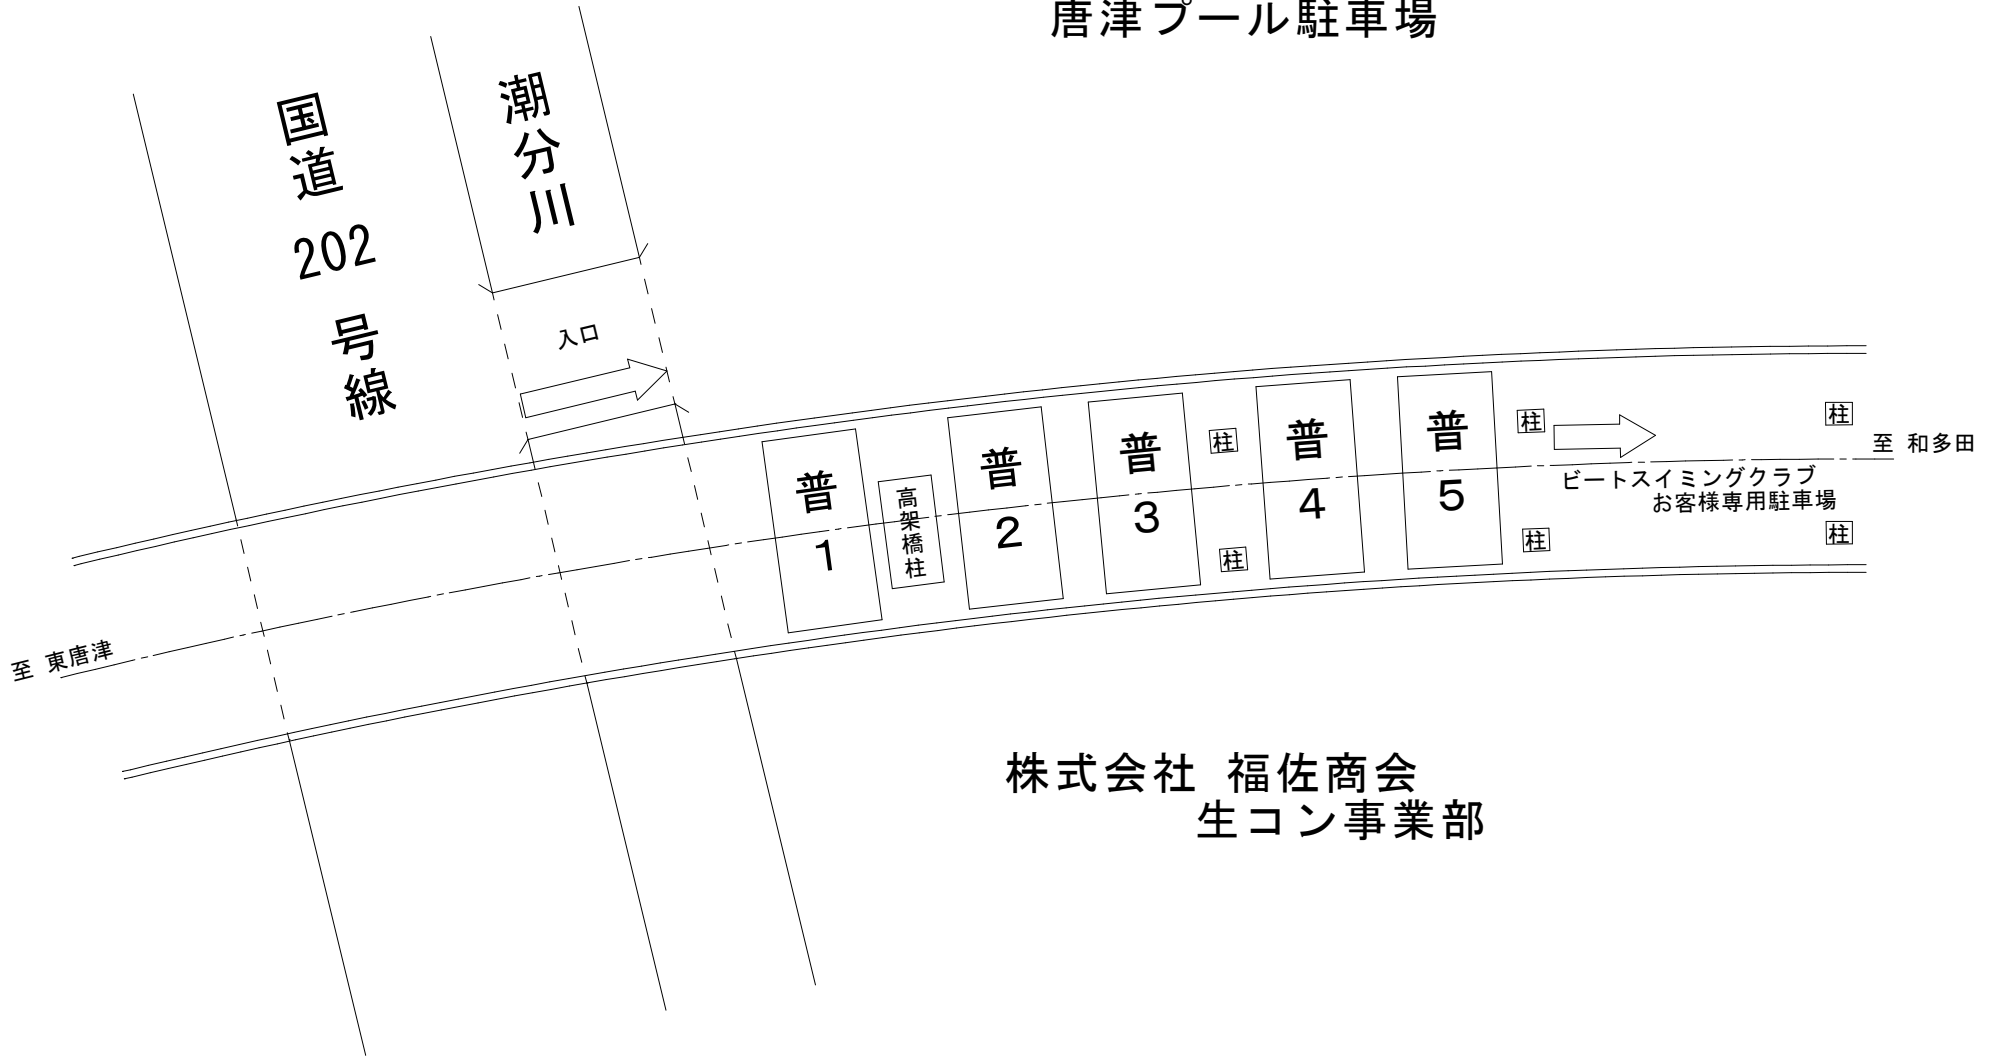 唐津プール駐車場
国道 202 号線
潮分川
入口
普 1
高架橋柱
普 2
普 3
柱
柱
普 4
普 5
柱
柱
柱
柱
至 和多田
ビートスイミングクラブ
お客様専用駐車場
至 東唐津
株式会社 福佐商会
生コン事業部